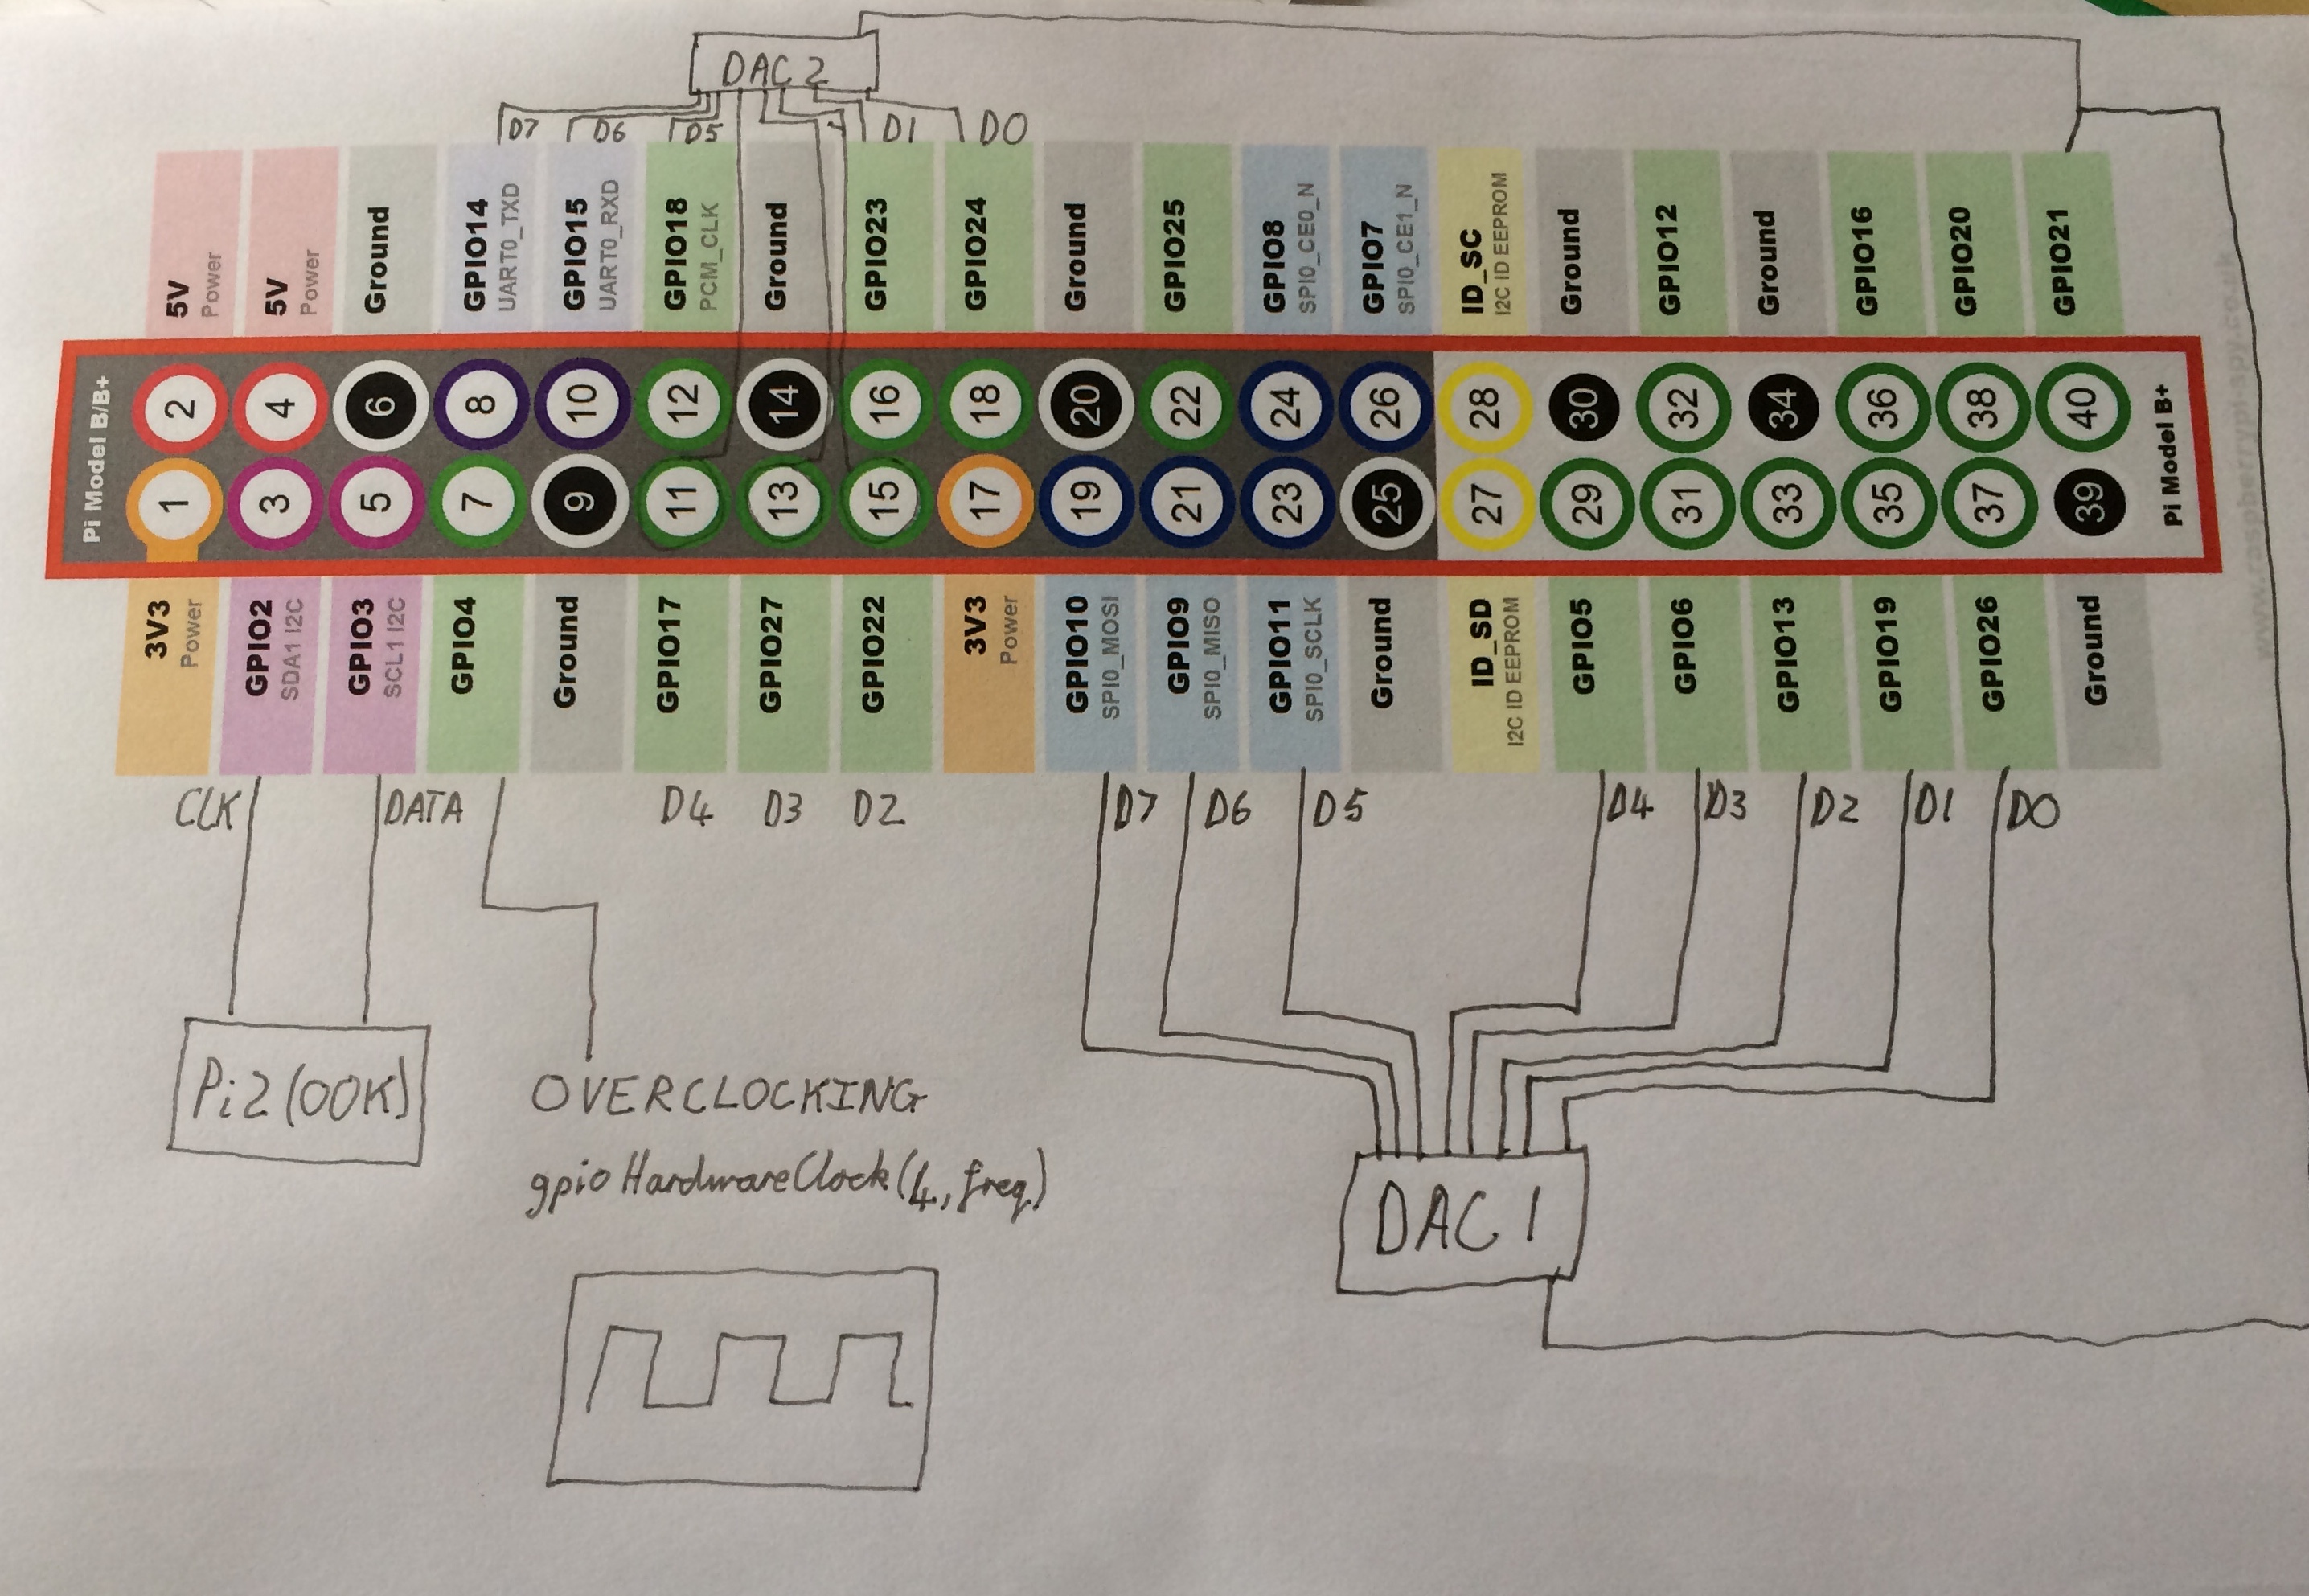 DAC 2
D7 D6 D5 D1 D0
5V Power
5V Power
Ground
GPIO14 UART0_TXD
GPIO15 UART0_RXD
GPIO18 PCM_CLK
Ground
GPIO23
GPIO24
Ground
GPIO25
GPIO8 SPI0_CE0_N
GPIO7 SPI0_CE1_N
ID_SC I2C ID EEPROM
Ground
GPIO12
Ground
GPIO16
GPIO20
GPIO21
Pi Model B/B+
2 4 6 8 10 12 14 16 18 20 22 24 26 28 30 32 34 36 38 40
1 3 5 7 9 11 13 15 17 19 21 23 25 27 29 31 33 35 37 39
Pi Model B+
www.raspberrypi-spy.co.uk
3V3 Power
GPIO2 SDA1 I2C
GPIO3 SCL1 I2C
GPIO4
Ground
GPIO17
GPIO27
GPIO22
3V3 Power
GPIO10 SPI0_MOSI
GPIO9 SPI0_MISO
GPIO11 SPI0_SCLK
Ground
ID_SD I2C ID EEPROM
GPIO5
GPIO6
GPIO13
GPIO19
GPIO26
Ground
CLK DATA D4 D3 D2 D7 D6 D5 D4 D3 D2 D1 D0
Pi2 (OOK)
OVERCLOCKING
gpioHardwareClock(4, freq.)
DAC 1